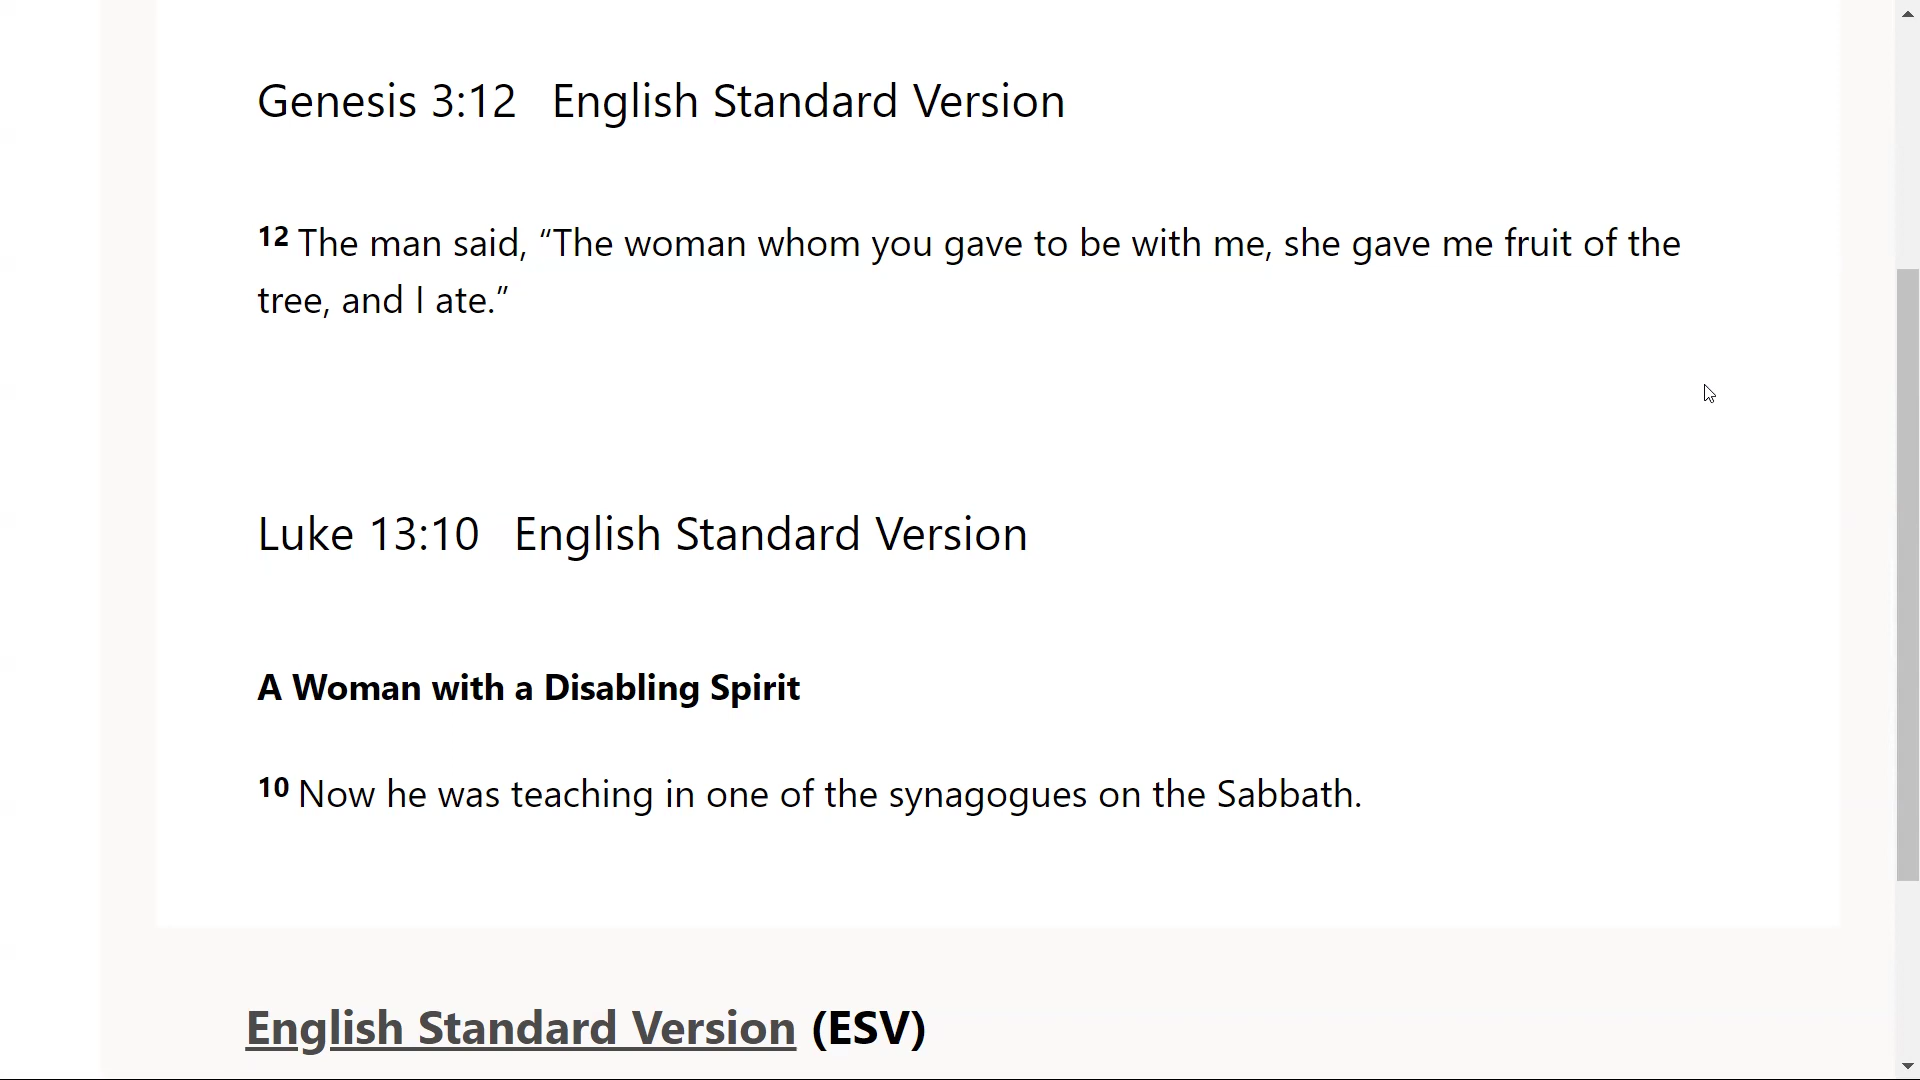 Genesis 3:12 English Standard Version
12 The man said, “The woman whom you gave to be with me, she gave me fruit of the
tree, and I ate.”
Luke 13:10 English Standard Version
A Woman with a Disabling Spirit
10 Now he was teaching in one of the synagogues on the Sabbath.
English Standard Version (ESV)